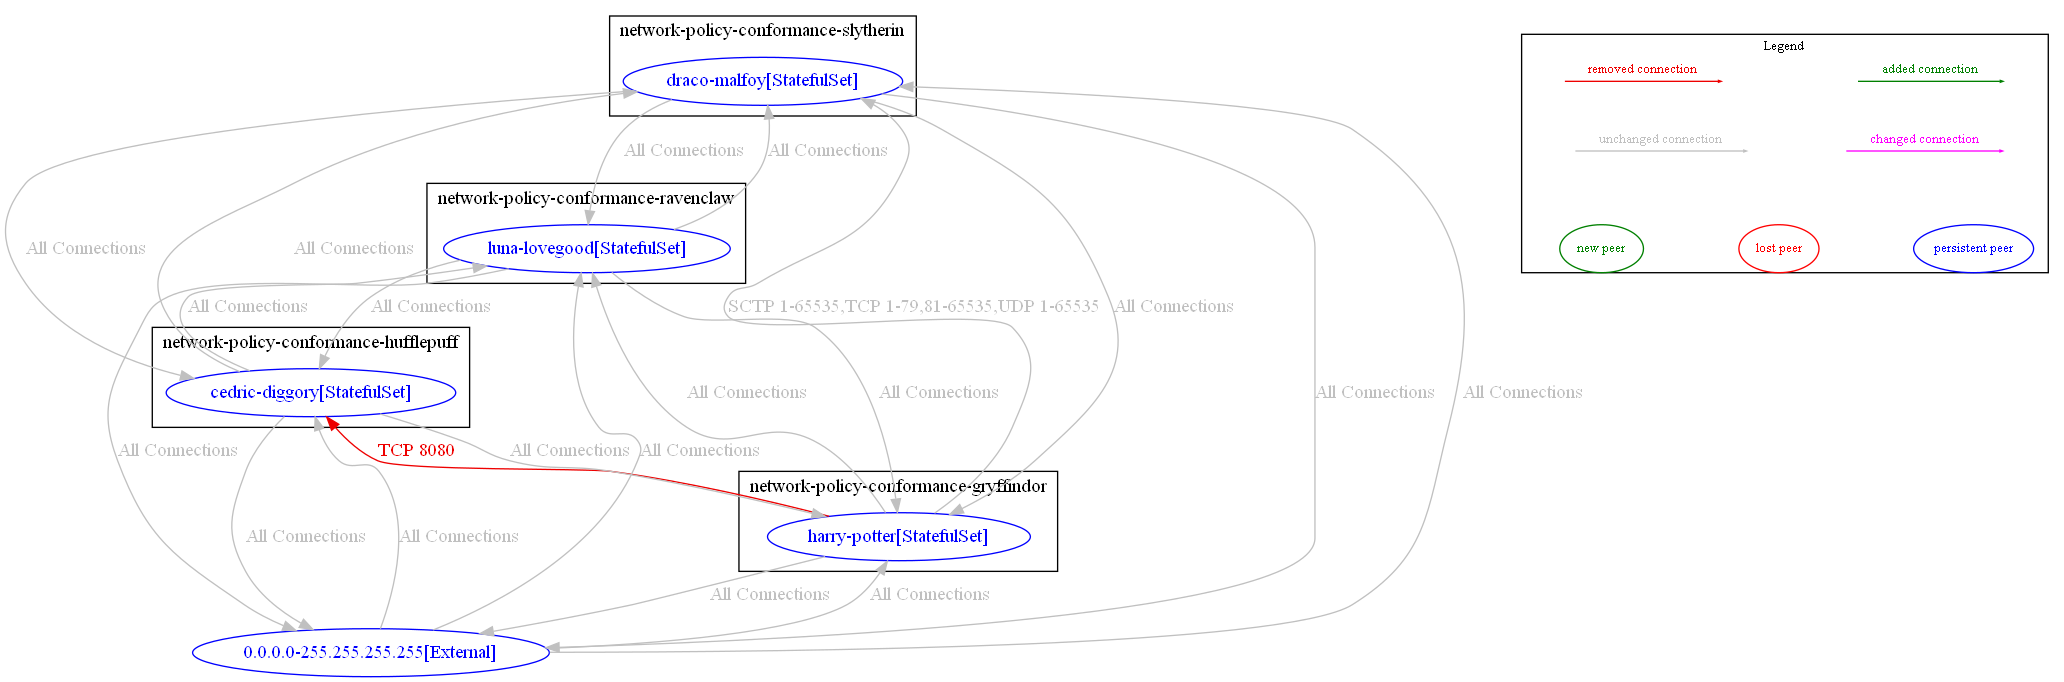 network-policy-conformance-slytherin
draco-malfoy[StatefulSet]
Legend
removed connection
added connection
unchanged connection
changed connection
new peer
lost peer
persistent peer
All Connections
All Connections
network-policy-conformance-ravenclaw
luna-lovegood[StatefulSet]
All Connections
All Connections
All Connections
All Connections
SCTP 1-65535,TCP 1-79,81-65535,UDP 1-65535
All Connections
network-policy-conformance-hufflepuff
cedric-diggory[StatefulSet]
All Connections
All Connections
All Connections
All Connections
All Connections
TCP 8080
All Connections
All Connections
network-policy-conformance-gryffindor
harry-potter[StatefulSet]
All Connections
All Connections
All Connections
All Connections
0.0.0.0-255.255.255.255[External]